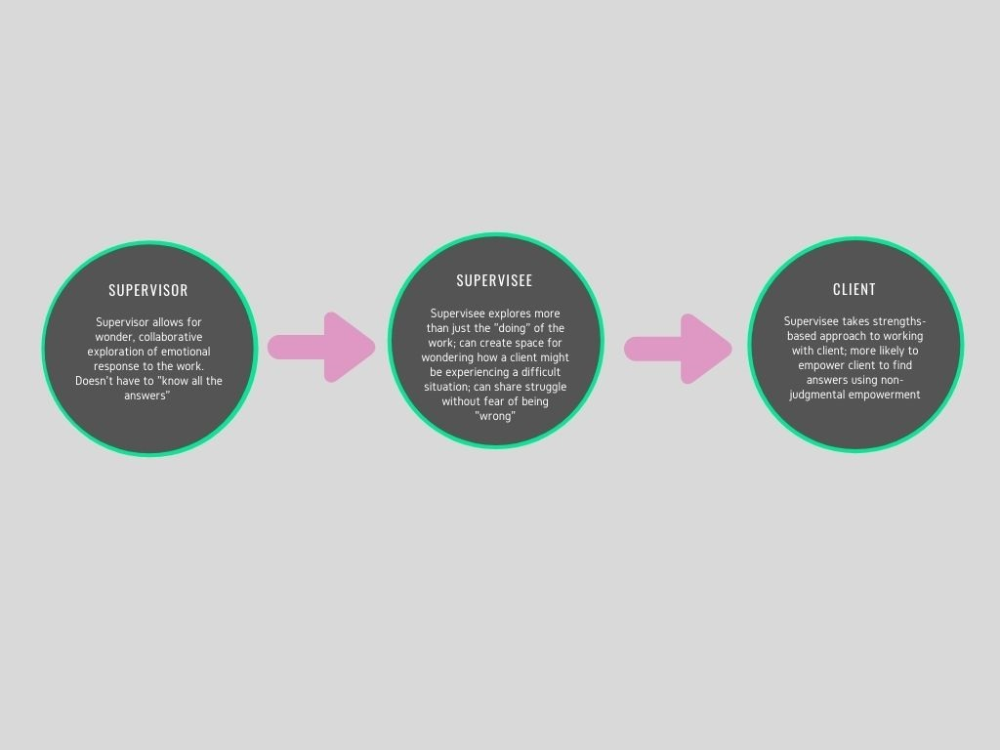 SUPERVISOR
Supervisor allows for
wonder, collaborative
exploration of emotional
response to the work.
Doesn't have to "know all the
answers"
SUPERVISEE
Supervisee explores more
than just the "doing" of the
work; can create space for
wondering how a client might
be experiencing a difficult
situation; can share struggle
without fear of being
"wrong"
CLIENT
Supervisee takes strengths-
based approach to working
with client; more likely to
empower client to find
answers using non-
judgmental empowerment